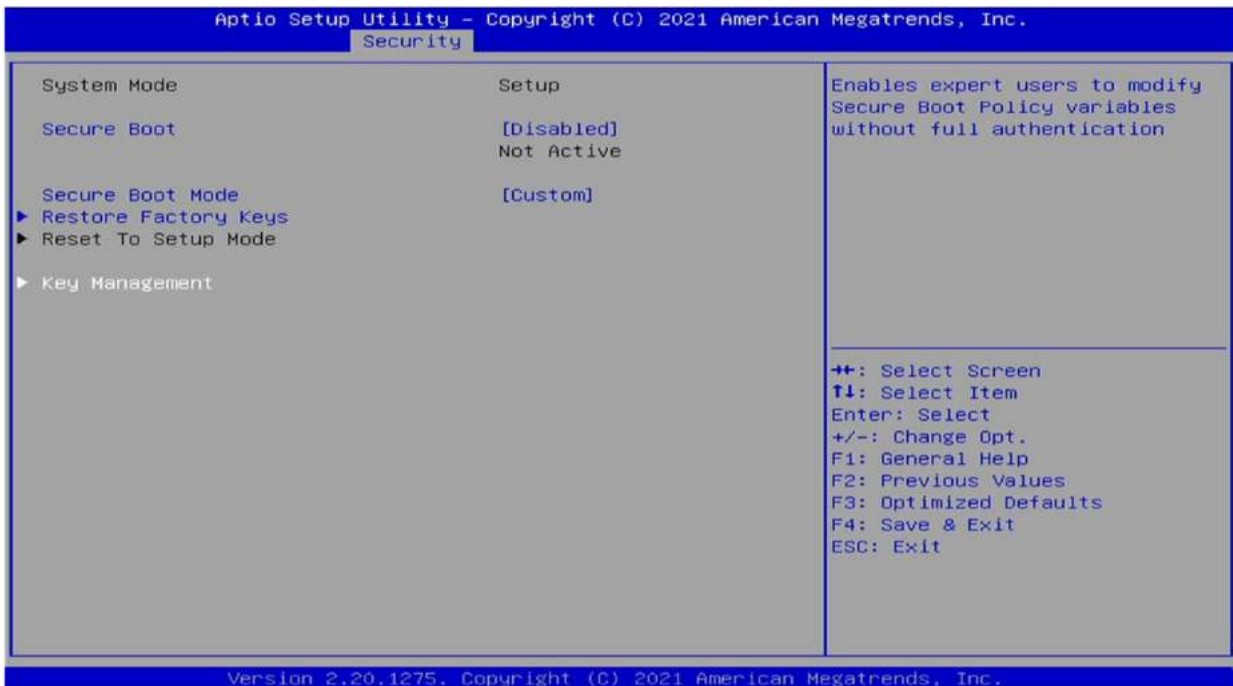 Aptio Setup Utility – Copyright (C) 2021 American Megatrends, Inc.
Security
System Mode Setup
Secure Boot [Disabled]
Not Active
Secure Boot Mode [Custom]
▶ Restore Factory Keys
▶ Reset To Setup Mode
▶ Key Management
Enables expert users to modify
Secure Boot Policy variables
without full authentication
→←: Select Screen
↑↓: Select Item
Enter: Select
+/-: Change Opt.
F1: General Help
F2: Previous Values
F3: Optimized Defaults
F4: Save & Exit
ESC: Exit
Version 2.20.1275. Copyright (C) 2021 American Megatrends, Inc.